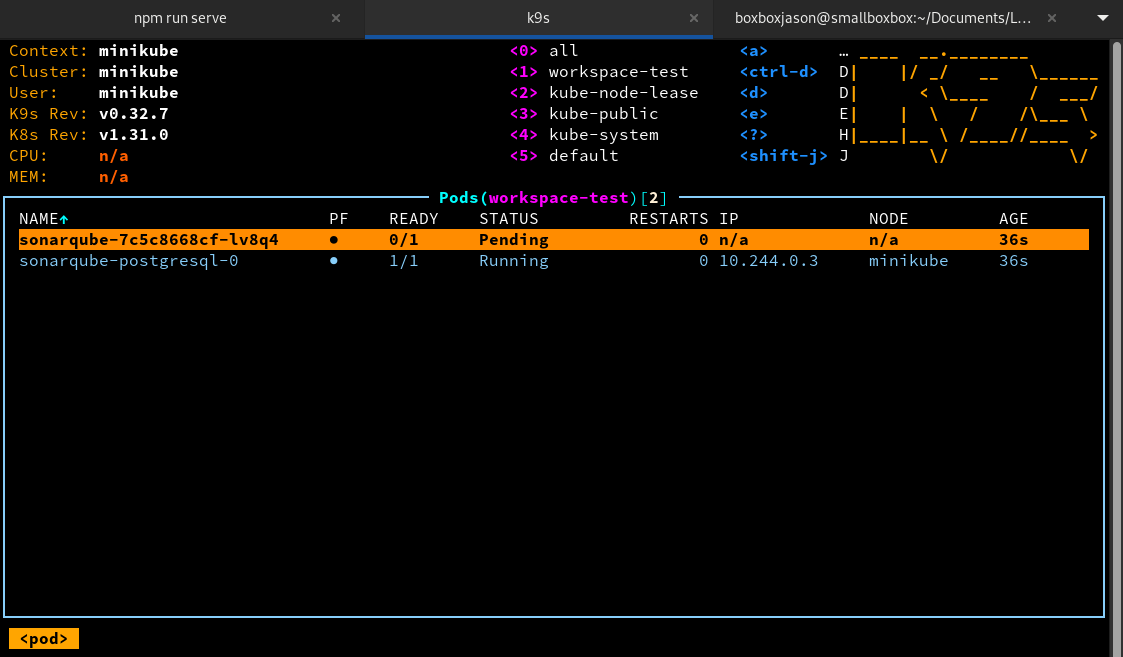 npm run serve × k9s × boxboxjason@smallboxbox:~/Documents/L... ×
Context: minikube <0> all <a> …
Cluster: minikube <1> workspace-test <ctrl-d> D
User: minikube <2> kube-node-lease <d> D
K9s Rev: v0.32.7 <3> kube-public <e> E
K8s Rev: v1.31.0 <4> kube-system <?> H
CPU: n/a <5> default <shift-j> J
MEM: n/a
Pods(workspace-test)[2]
NAME↑ PF READY STATUS RESTARTS IP NODE AGE
sonarqube-7c5c8668cf-lv8q4 ● 0/1 Pending 0 n/a n/a 36s
sonarqube-postgresql-0 ● 1/1 Running 0 10.244.0.3 minikube 36s
<pod>